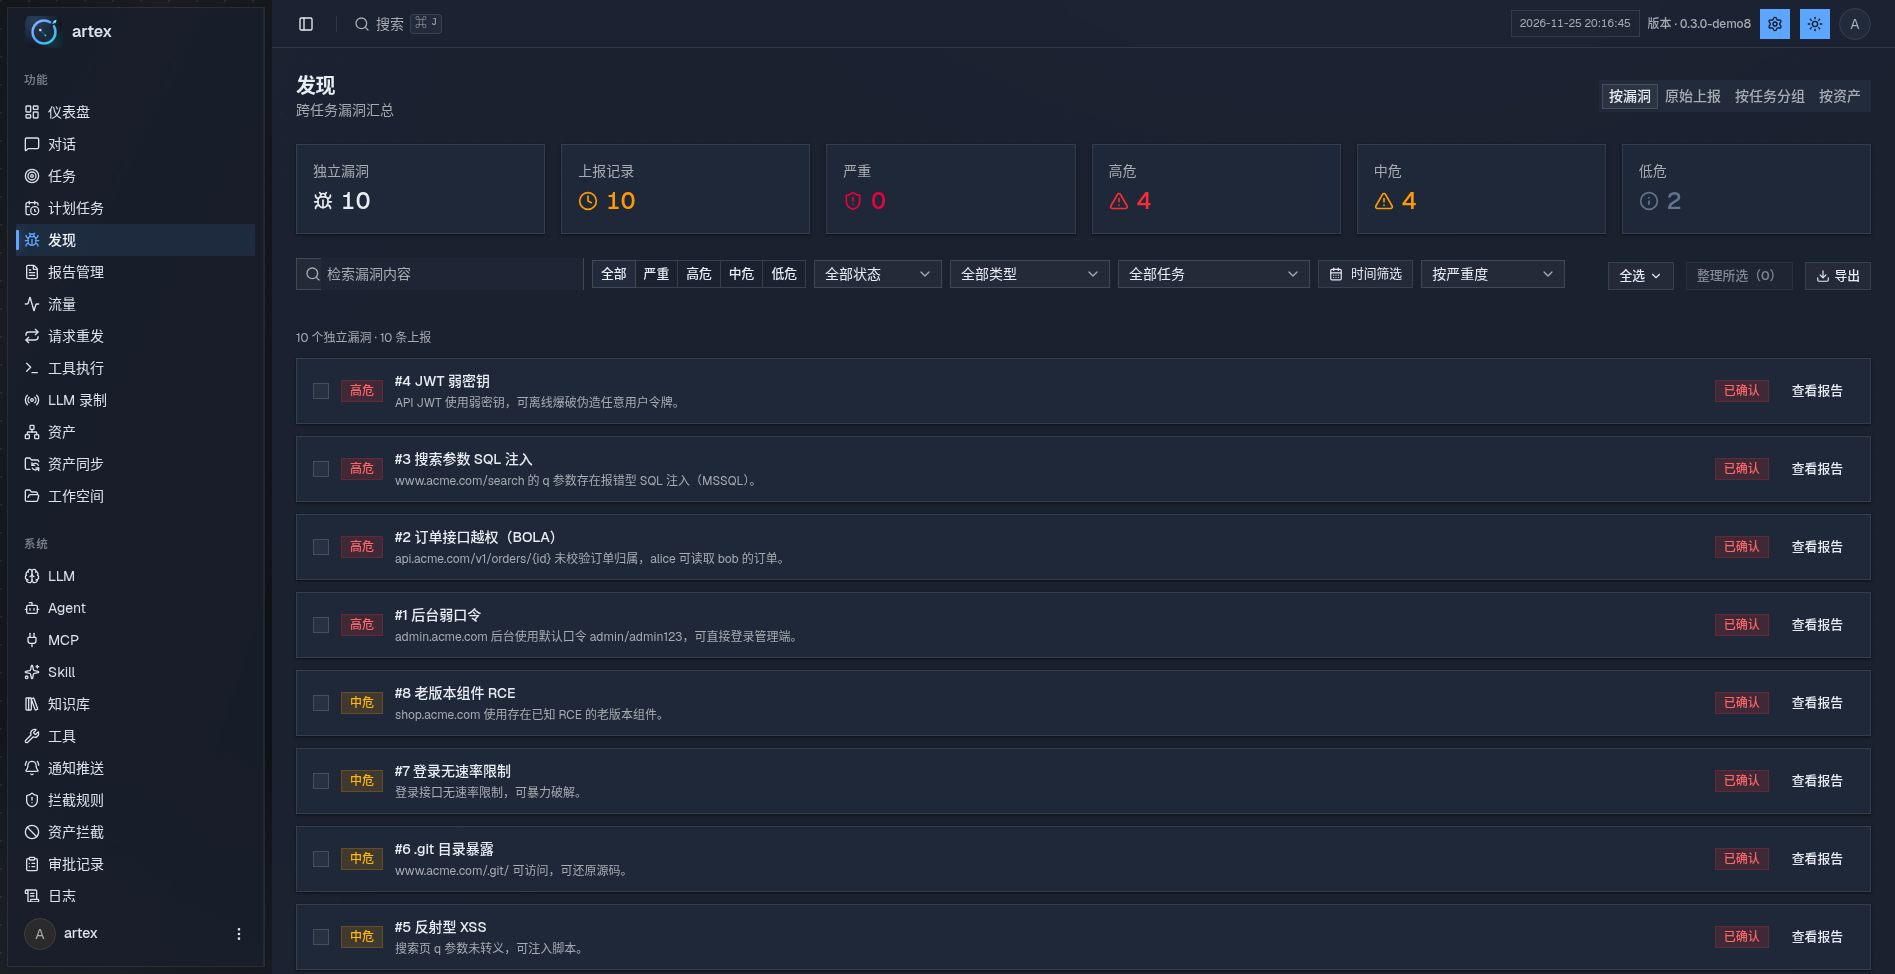 artex
功能
仪表盘
对话
任务
计划任务
发现
报告管理
流量
请求重发
工具执行
LLM 录制
资产
资产同步
工作空间
系统
LLM
Agent
MCP
Skill
知识库
工具
通知推送
拦截规则
资产拦截
审批记录
日志
A artex
搜索 ⌘ J
2026-11-25 20:16:45 版本 · 0.3.0-demo8 A
发现
跨任务漏洞汇总
按漏洞 原始上报 按任务分组 按资产
独立漏洞
10
上报记录
10
严重
0
高危
4
中危
4
低危
2
检索漏洞内容 全部 严重 高危 中危 低危 全部状态 全部类型 全部任务 时间筛选 按严重度 全选 整理所选（0） 导出
10 个独立漏洞 · 10 条上报
高危 #4 JWT 弱密钥 已确认 查看报告
API JWT 使用弱密钥，可离线爆破伪造任意用户令牌。
高危 #3 搜索参数 SQL 注入 已确认 查看报告
www.acme.com/search 的 q 参数存在报错型 SQL 注入（MSSQL）。
高危 #2 订单接口越权（BOLA） 已确认 查看报告
api.acme.com/v1/orders/{id} 未校验订单归属，alice 可读取 bob 的订单。
高危 #1 后台弱口令 已确认 查看报告
admin.acme.com 后台使用默认口令 admin/admin123，可直接登录管理端。
中危 #8 老版本组件 RCE 已确认 查看报告
shop.acme.com 使用存在已知 RCE 的老版本组件。
中危 #7 登录无速率限制 已确认 查看报告
登录接口无速率限制，可暴力破解。
中危 #6 .git 目录暴露 已确认 查看报告
www.acme.com/.git/ 可访问，可还原源码。
中危 #5 反射型 XSS 已确认 查看报告
搜索页 q 参数未转义，可注入脚本。